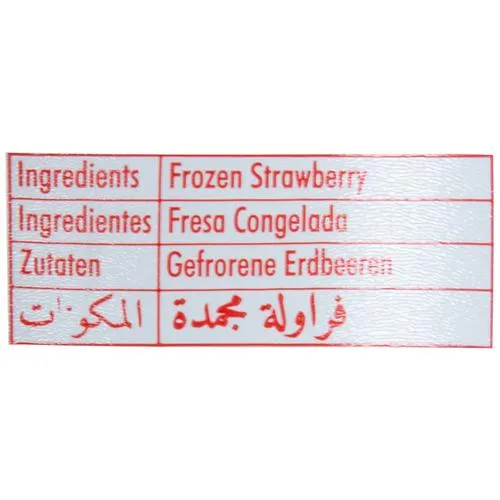 Ingredients Frozen Strawberry
Ingredientes Fresa Congelada
Zutaten Gefrorene Erdbeeren
المكونات فراولة مجمدة